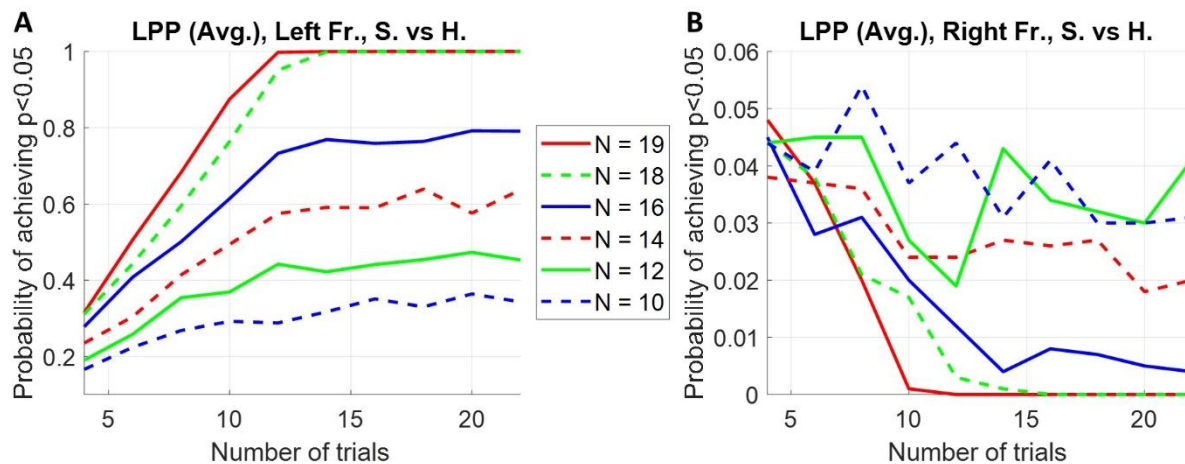 A
LPP (Avg.), Left Fr., S. vs H.
Probability of achieving p<0.05
1
0.8
0.6
0.4
0.2
5
10
15
20
Number of trials
N = 19
N = 18
N = 16
N = 14
N = 12
N = 10
B
LPP (Avg.), Right Fr., S. vs H.
Probability of achieving p<0.05
0.06
0.05
0.04
0.03
0.02
0.01
0
5
10
15
20
Number of trials